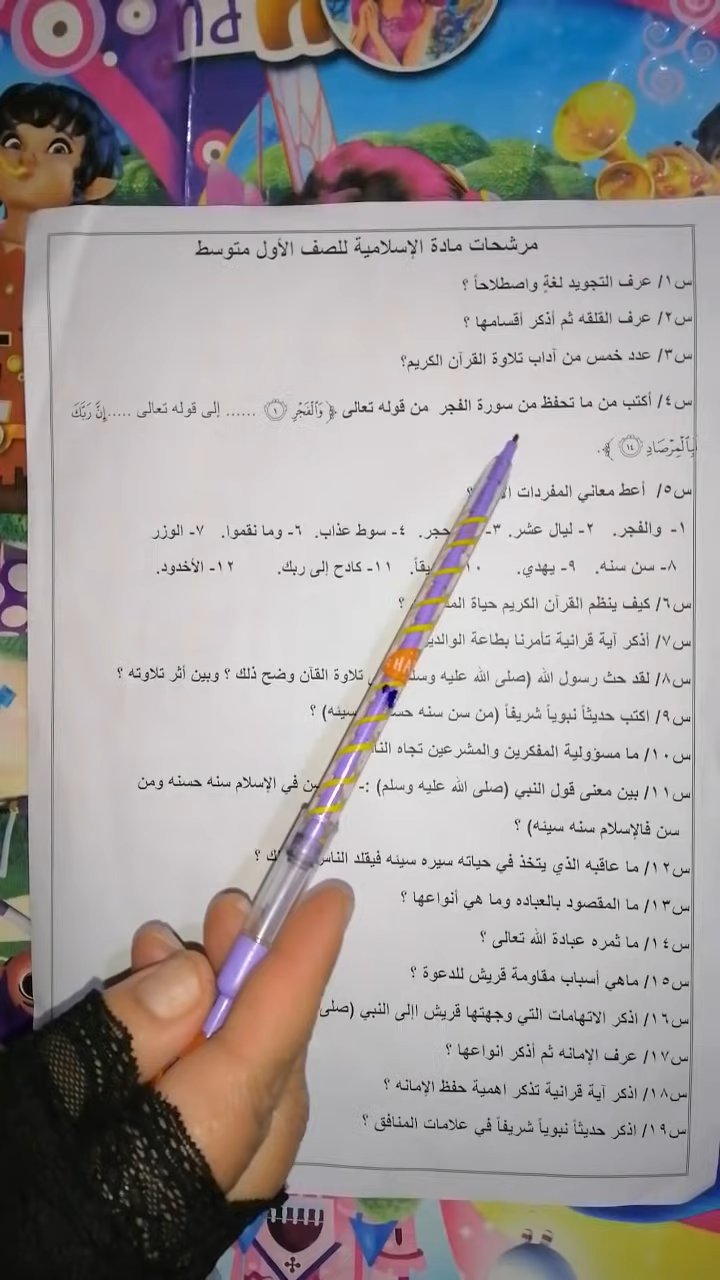 PU
مرشحات مادة الإسلامية للصف الأول متوسط
س١/ عرف التجويد لغةٍ واصطلاحاً ؟
س٢/ عرف القلقه ثم أذكر أقسامها ؟
س٣/ عدد خمس من آداب تلاوة القرآن الكريم؟
س٤/ أكتب من ما تحفظ من سورة الفجر من قوله تعالى ﴿ وَٱلۡفَجۡرِ ١ ...... إلى قوله تعالى .....إِنَّ رَبَّكَ
بِٱلۡمِرۡصَادِ ١٤ ﴾.
س٥/ أعط معاني المفردات ؟
١- والفجر. ٢- ليال عشر. ٣- حجر. ٤- سوط عذاب. ٦- وما نقموا. ٧- الوزر
٨- سن سنه. ٩- يهدي. ١٠ ١١- كادح إلى ربك. ١٢- الأخدود.
س٦/ كيف ينظم القرآن الكريم حياة ؟
س٧/ أذكر آية قرانية تأمرنا بطاعة
س٨/ لقد حث رسول الله (صلى الله عليه تلاوة القآن وضح ذلك ؟ وبين أثر تلاوته ؟
س٩/ اكتب حديثاً نبوياً شريفاً (من سن سنه سيئه) ؟
س١٠/ ما مسؤولية المفكرين والمشرعين تجاه
س١١/ بين معنى قول النبي (صلى الله عليه وسلم) :- في الإسلام سنه حسنه ومن
سن فالإسلام سنه سيئه) ؟
س١٢/ ما عاقبه الذي يتخذ في حياته سيره سيئه فيقلد الناس ؟
س١٣/ ما المقصود بالعباده وما هي أنواعها ؟
س١٤/ ما ثمره عبادة الله تعالى ؟
س١٥/ ماهي أسباب مقاومة قريش للدعوة ؟
س١٦/ اذكر الاتهامات التي وجهتها قريش اإلى النبي (صلى
س١٧/ عرف الإمانه ثم أذكر انواعها ؟
س١٨/ اذكر آية قرانية تذكر اهمية حفظ الإمانه ؟
س١٩/ اذكر حديثاً نبوياً شريفاً في علامات المنافق ؟